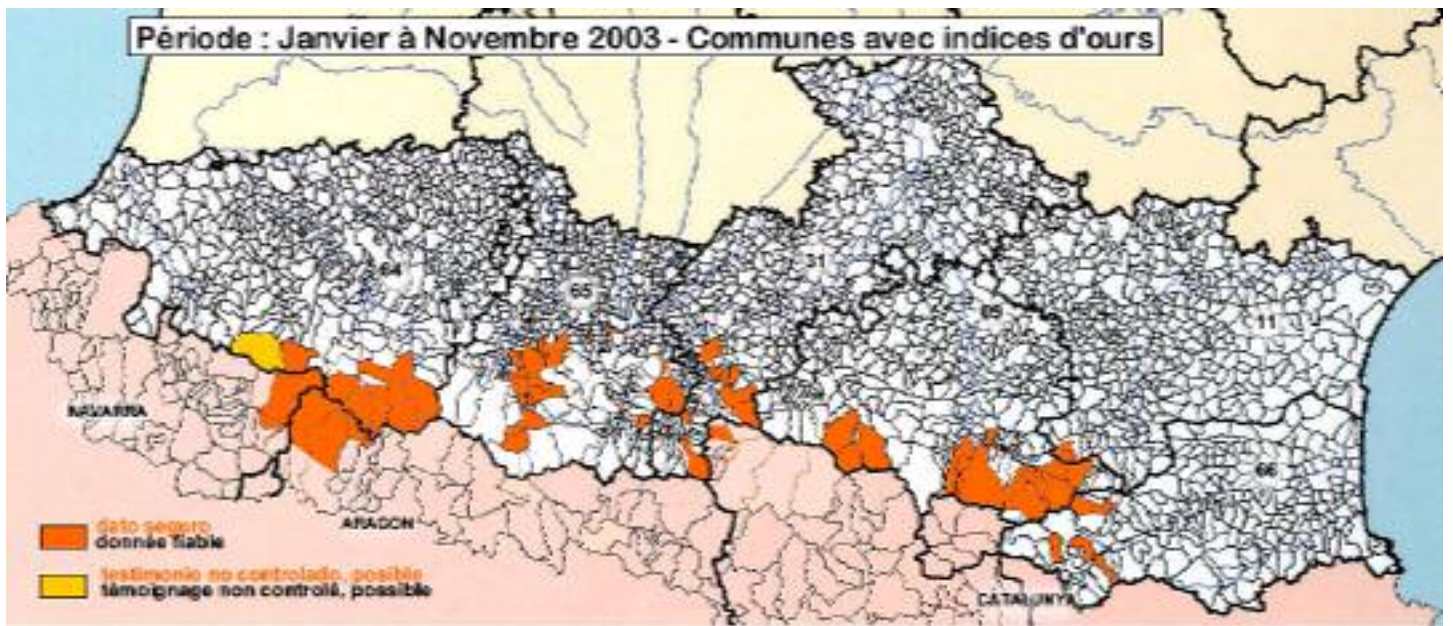 Période : Janvier à Novembre 2003 - Communes avec indices d'ours
64
65
31
09
11
66
NAVARRA
ARAGON
CATALUNYA
dato seguro
donnée fiable
testimonio no controlado, posible
témoignage non controlé, possible